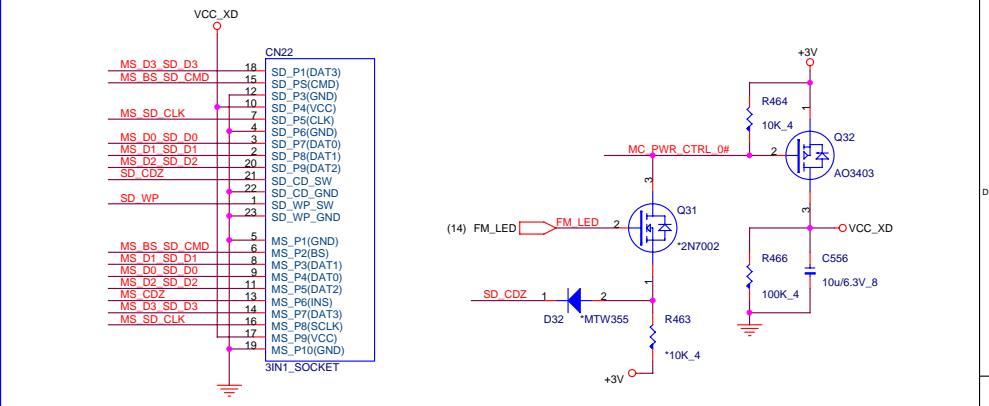 VCC_XD
CN22
MS_D3_SD_D3 18 SD_P1(DAT3)
MS_BS_SD_CMD 15 SD_PS(CMD)
12 SD_P3(GND)
10 SD_P4(VCC)
MS_SD_CLK 7 SD_P5(CLK)
4 SD_P6(GND)
MS_D0_SD_D0 3 SD_P7(DAT0)
MS_D1_SD_D1 2 SD_P8(DAT1)
MS_D2_SD_D2 20 SD_P9(DAT2)
SD_CDZ 21 SD_CD_SW
22 SD_CD_GND
SD_WP 1 SD_WP_SW
23 SD_WP_GND
5 MS_P1(GND)
MS_BS_SD_CMD 6 MS_P2(BS)
MS_D1_SD_D1 8 MS_P3(DAT1)
MS_D0_SD_D0 9 MS_P4(DAT0)
MS_D2_SD_D2 11 MS_P5(DAT2)
MS_CDZ 13 MS_P6(INS)
MS_D3_SD_D3 14 MS_P7(DAT3)
MS_SD_CLK 16 MS_P8(SCLK)
17 MS_P9(VCC)
19 MS_P10(GND)
3IN1_SOCKET
+3V
R464
10K_4
1
Q32
MC_PWR_CTRL_0#
2
AO3403
3
3
Q31
(14) FM_LED
FM_LED
2
*2N7002
1
VCC_XD
R466
100K_4
C556
10u/6.3V_8
SD_CDZ
1
2
D32
*MTW355
R463
*10K_4
+3V
D